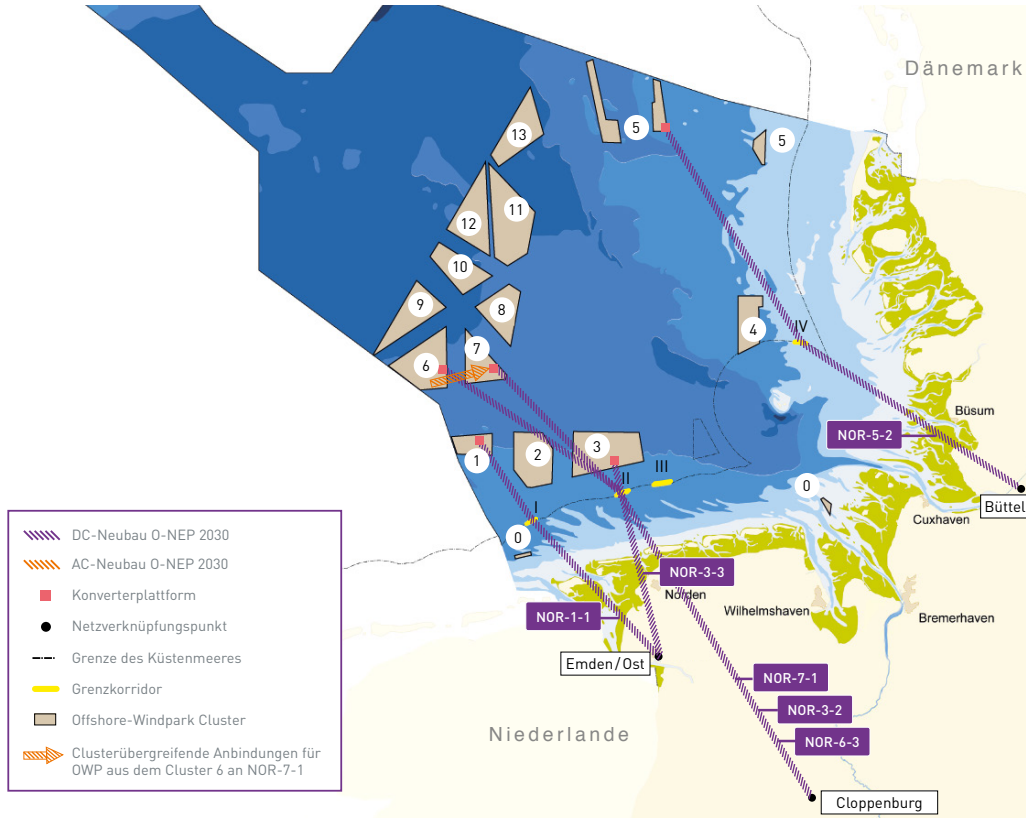 Dänemark
13
5
5
12
11
10
9
8
7
6
4
IV
3
2
1
III
II
I
0
0
Büsum
NOR-5-2
Büttel
Cuxhaven
NOR-3-3
Norden
Wilhelmshaven
Bremerhaven
NOR-1-1
Emden/Ost
NOR-7-1
NOR-3-2
NOR-6-3
Niederlande
Cloppenburg
DC-Neubau O-NEP 2030
AC-Neubau O-NEP 2030
Konverterplattform
Netzverknüpfungspunkt
Grenze des Küstenmeeres
Grenzkorridor
Offshore-Windpark Cluster
Clusterübergreifende Anbindungen für
OWP aus dem Cluster 6 an NOR-7-1